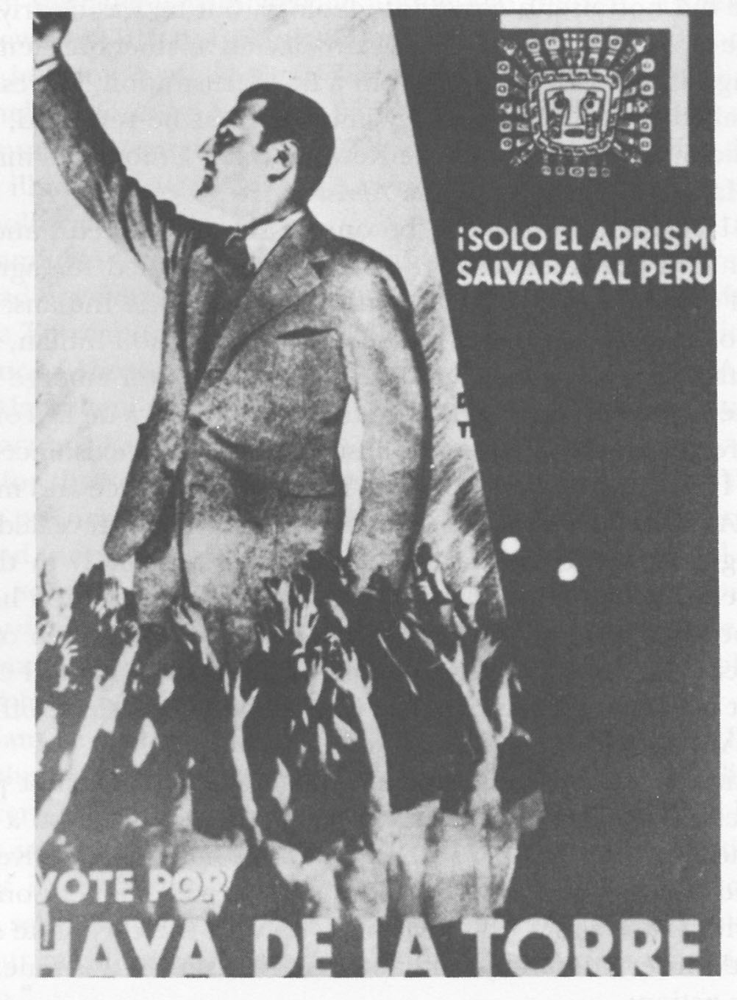 ¡SOLO EL APRISMO
SALVARA AL PERU
VOTE POR
HAYA DE LA TORRE